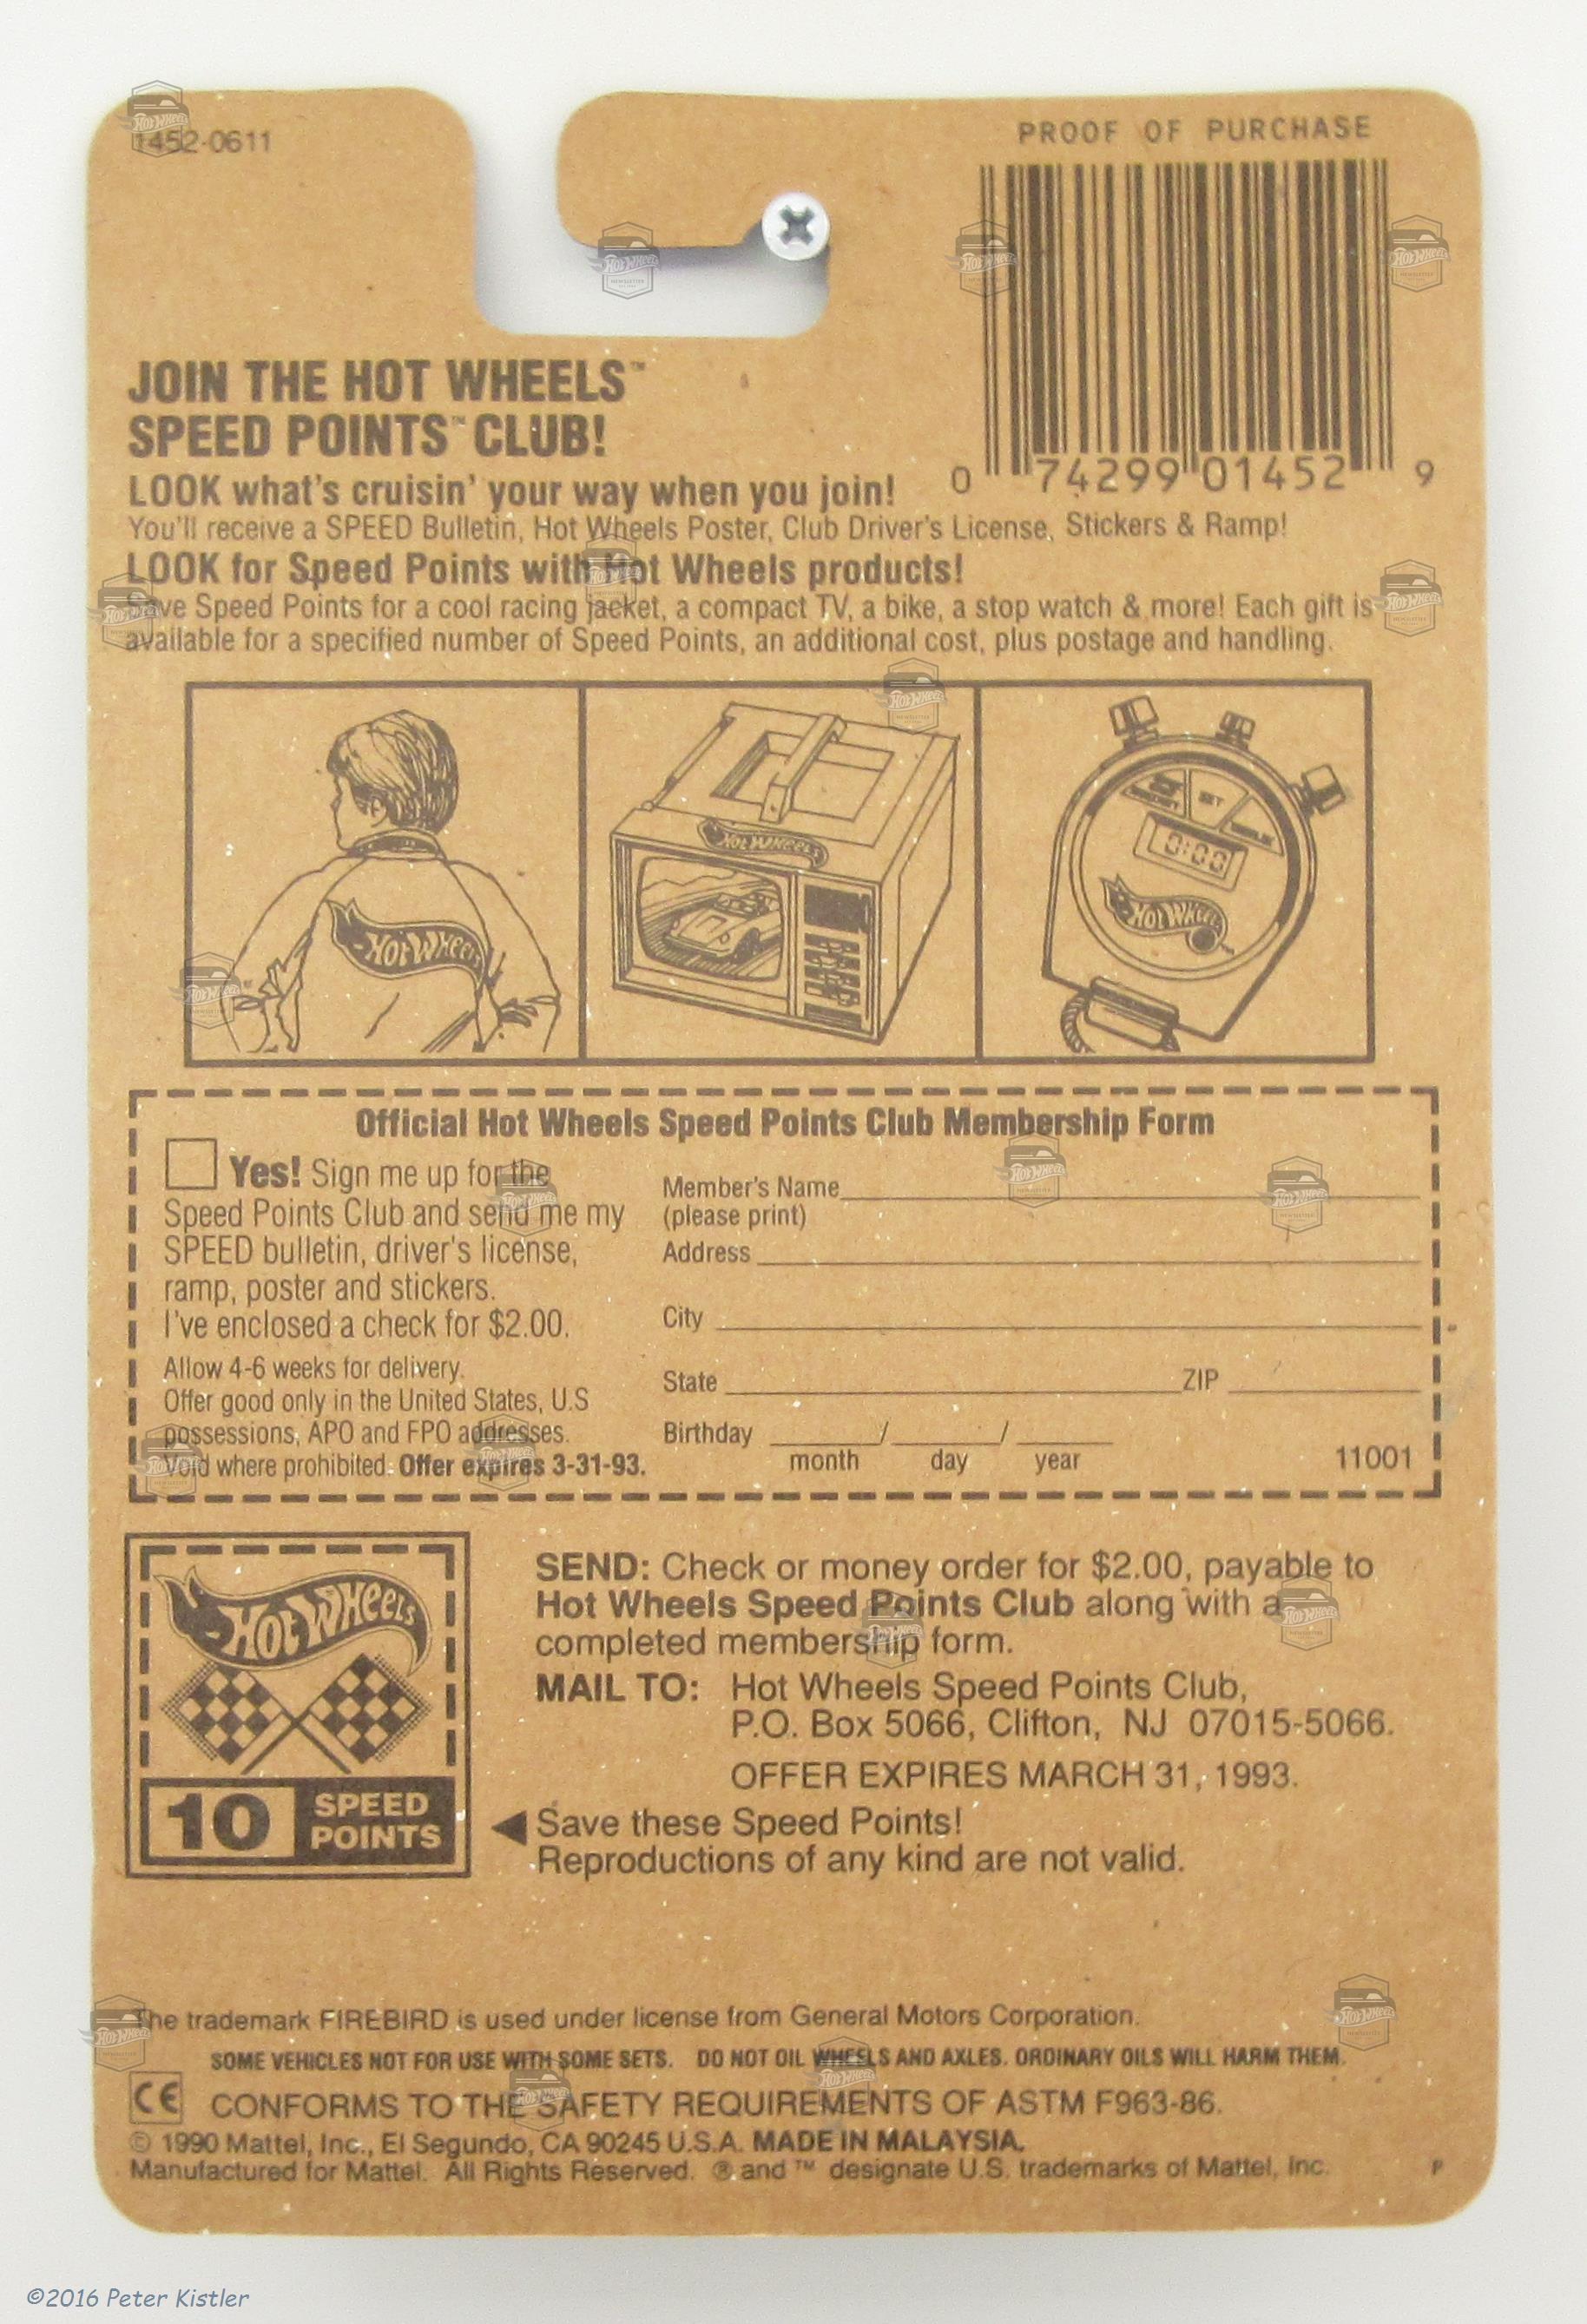 1452-0611
PROOF OF PURCHASE
0 74299 01452 9
JOIN THE HOT WHEELS™
SPEED POINTS™ CLUB!
LOOK what's cruisin' your way when you join!
You'll receive a SPEED Bulletin, Hot Wheels Poster, Club Driver's License, Stickers & Ramp!
LOOK for Speed Points with Hot Wheels products!
Save Speed Points for a cool racing jacket, a compact TV, a bike, a stop watch & more! Each gift is
available for a specified number of Speed Points, an additional cost, plus postage and handling.
HOT WHEELS
HOT WHEELS
SET
0:00
HOT WHEELS
Official Hot Wheels Speed Points Club Membership Form
Yes! Sign me up for the
Speed Points Club and send me my
SPEED bulletin, driver's license,
ramp, poster and stickers.
I've enclosed a check for $2.00.
Allow 4-6 weeks for delivery.
Offer good only in the United States, U.S
possessions, APO and FPO addresses.
Void where prohibited. Offer expires 3-31-93.
Member's Name
(please print)
Address
City
State ZIP
Birthday / /
month day year
11001
HOT WHEELS
10 SPEED
POINTS
SEND: Check or money order for $2.00, payable to
Hot Wheels Speed Points Club along with a
completed membership form.
MAIL TO: Hot Wheels Speed Points Club,
P.O. Box 5066, Clifton, NJ 07015-5066.
OFFER EXPIRES MARCH 31, 1993.
Save these Speed Points!
Reproductions of any kind are not valid.
The trademark FIREBIRD is used under license from General Motors Corporation.
SOME VEHICLES NOT FOR USE WITH SOME SETS. DO NOT OIL WHEELS AND AXLES. ORDINARY OILS WILL HARM THEM.
CE CONFORMS TO THE SAFETY REQUIREMENTS OF ASTM F963-86.
© 1990 Mattel, Inc., El Segundo, CA 90245 U.S.A. MADE IN MALAYSIA.
Manufactured for Mattel. All Rights Reserved. ® and ™ designate U.S. trademarks of Mattel, Inc. P
©2016 Peter Kistler